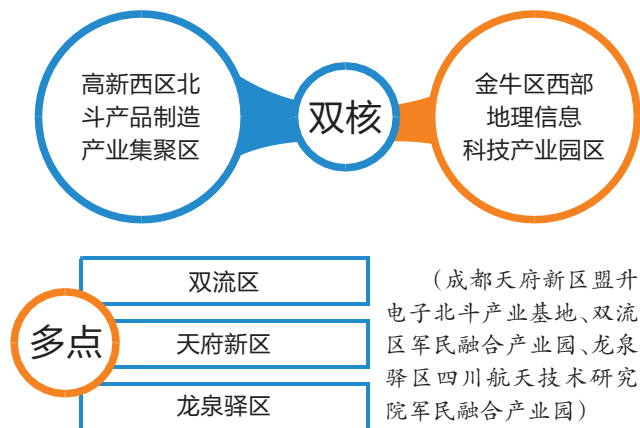 高新西区北
斗产品制造
产业集聚区
双核
金牛区西部
地理信息
科技产业园区
多点
双流区
天府新区
龙泉驿区
（成都天府新区盟升
电子北斗产业基地、双流
区军民融合产业园、龙泉
驿区四川航天技术研究
院军民融合产业园）